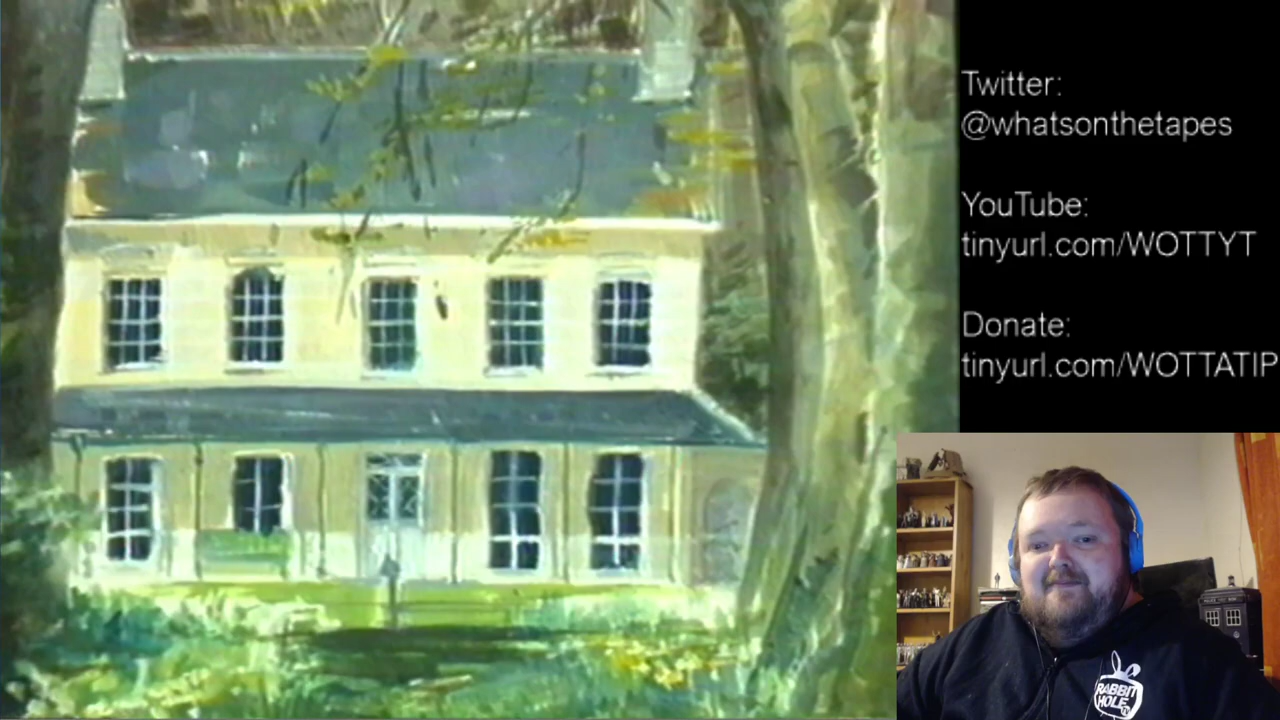 Twitter:
@whatsonthetapes
YouTube:
tinyurl.com/WOTTYT
Donate:
tinyurl.com/WOTTATIP
RABBIT
HOLE